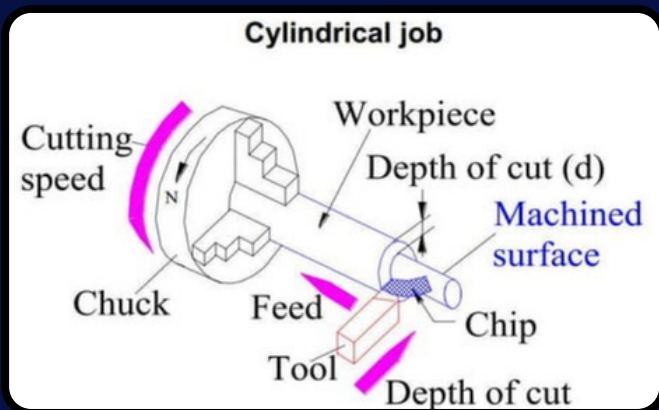 Cylindrical job
Workpiece
Cutting
speed
Depth of cut (d)
N
Machined
surface
Chuck
Feed
Chip
Tool
Depth of cut